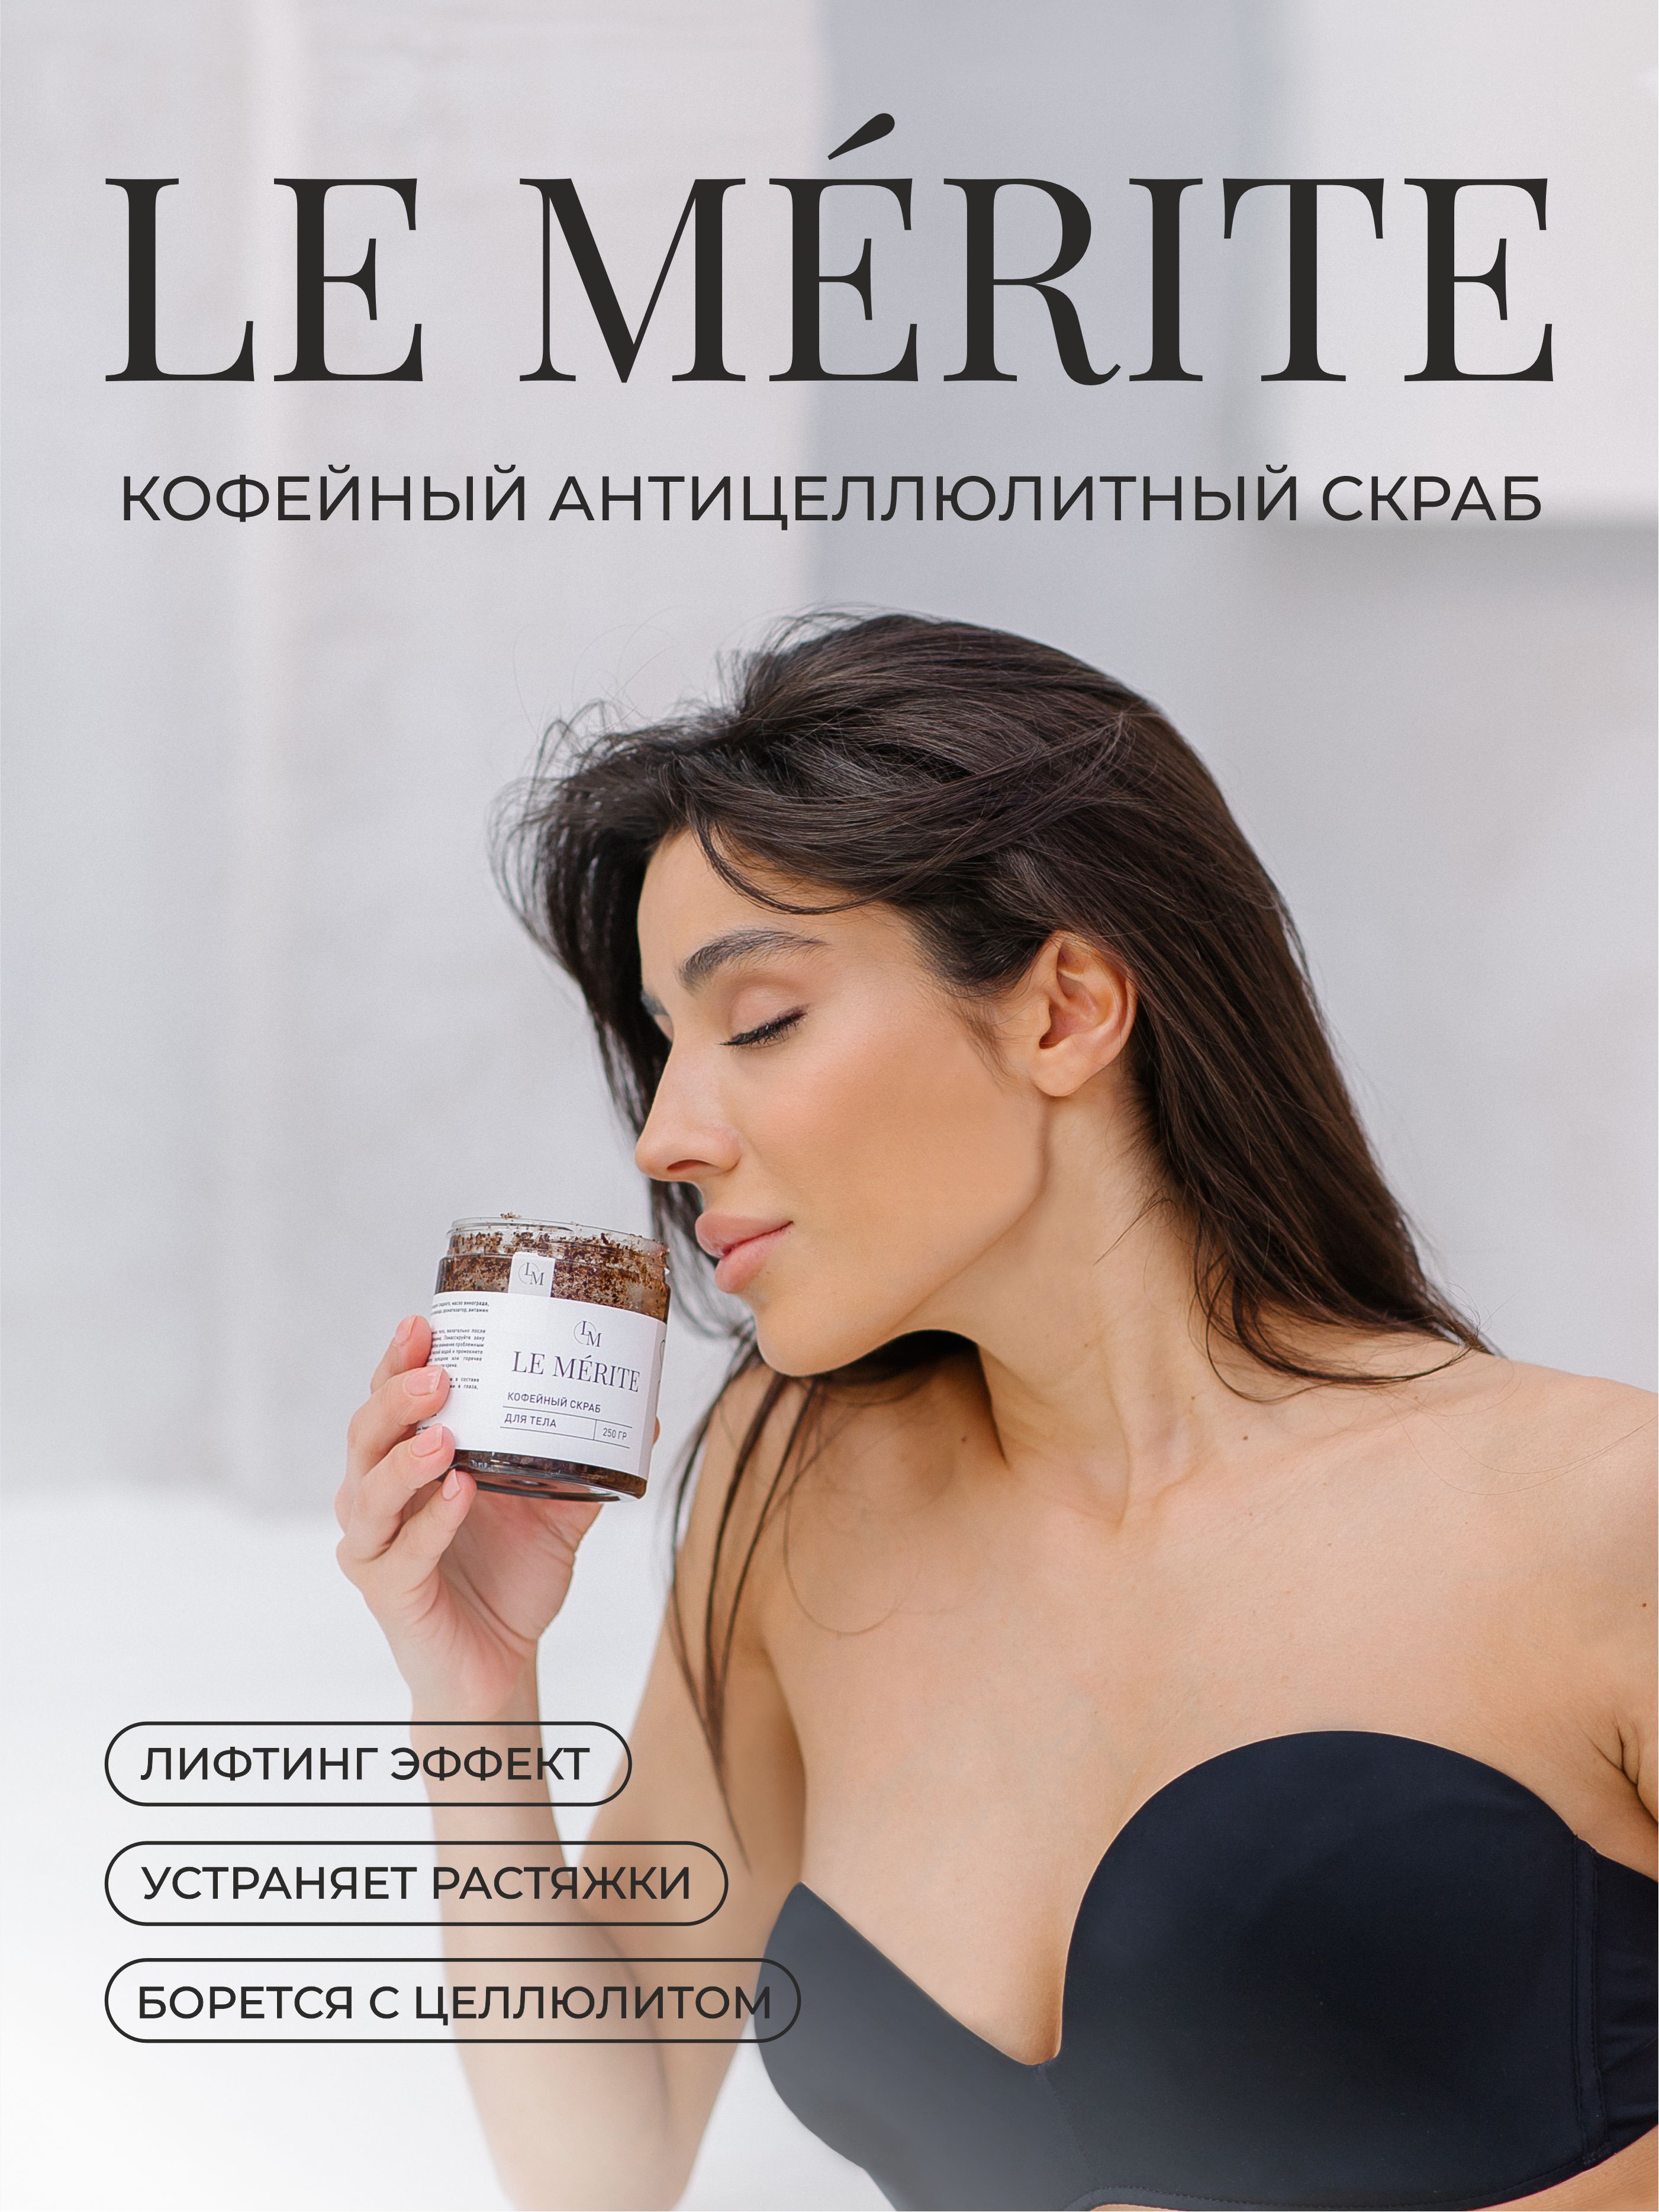 LE MÉRITE
КОФЕЙНЫЙ АНТИЦЕЛЛЮЛИТНЫЙ СКРАБ
LM
LM
LE MÉRITE
КОФЕЙНЫЙ СКРАБ
ДЛЯ ТЕЛА
250 ГР
ЛИФТИНГ ЭФФЕКТ
УСТРАНЯЕТ РАСТЯЖКИ
БОРЕТСЯ С ЦЕЛЛЮЛИТОМ